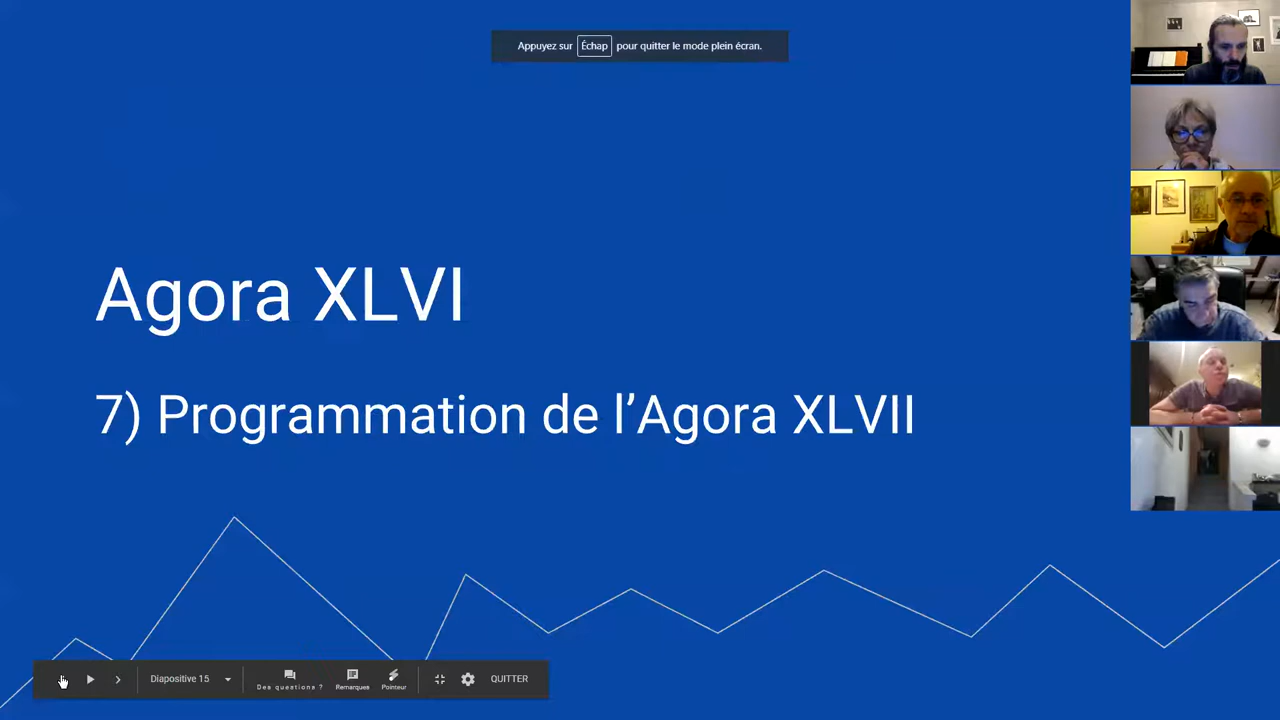 Appuyez sur Échap pour quitter le mode plein écran.
Agora XLVI
7) Programmation de l’Agora XLVII
Diapositive 15
Des questions ?
Remarques
Pointeur
QUITTER